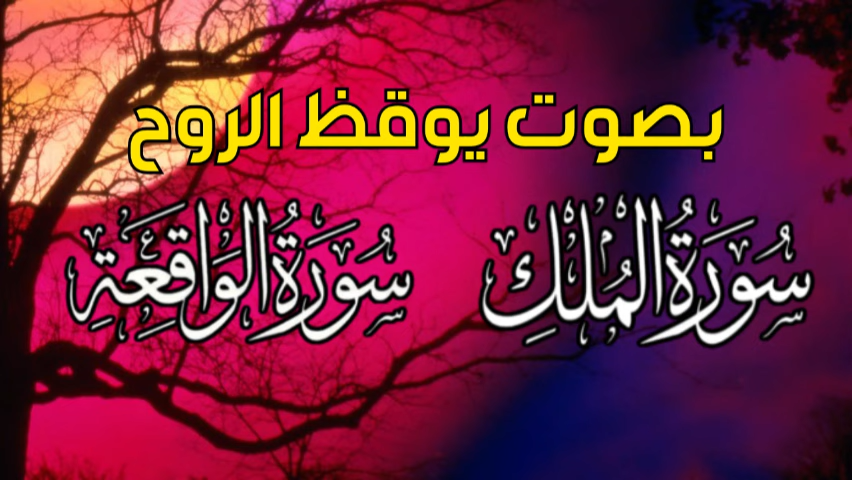 بصوت يوقظ الروح
سُورَةُ المُلْكِ
سُورَةُ الوَاقِعَةِ